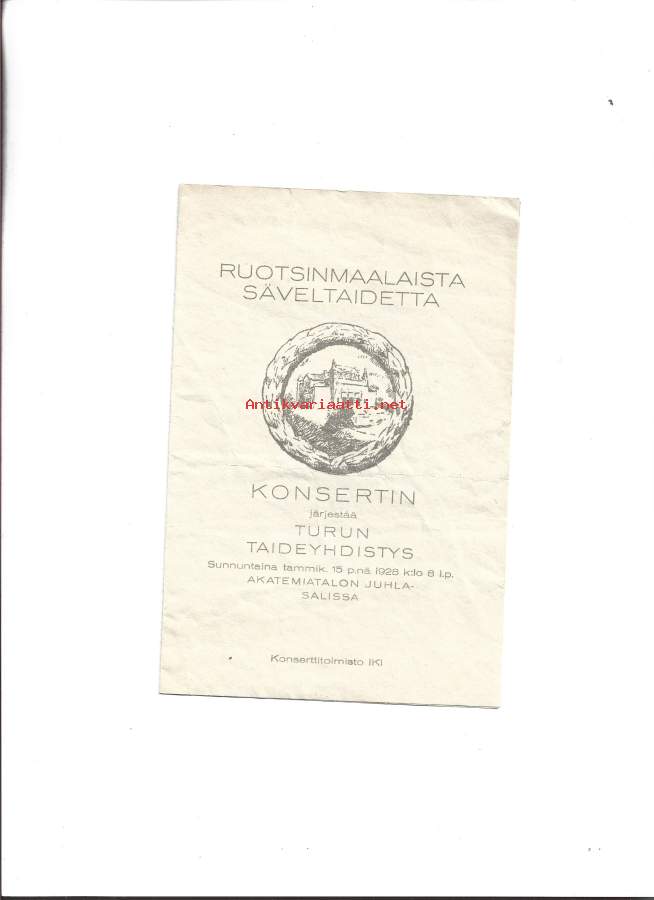 RUOTSINMAALAISTA
SÄVELTAIDETTA
Antikvariaatti.net
KONSERTIN
järjestää
TURUN
TAIDEYHDISTYS
Sunnuntaina tammik. 15 p:nä 1928 k:lo 8 i.p.
AKATEMIATALON JUHLA-
SALISSA
Konserttitoimisto IKI